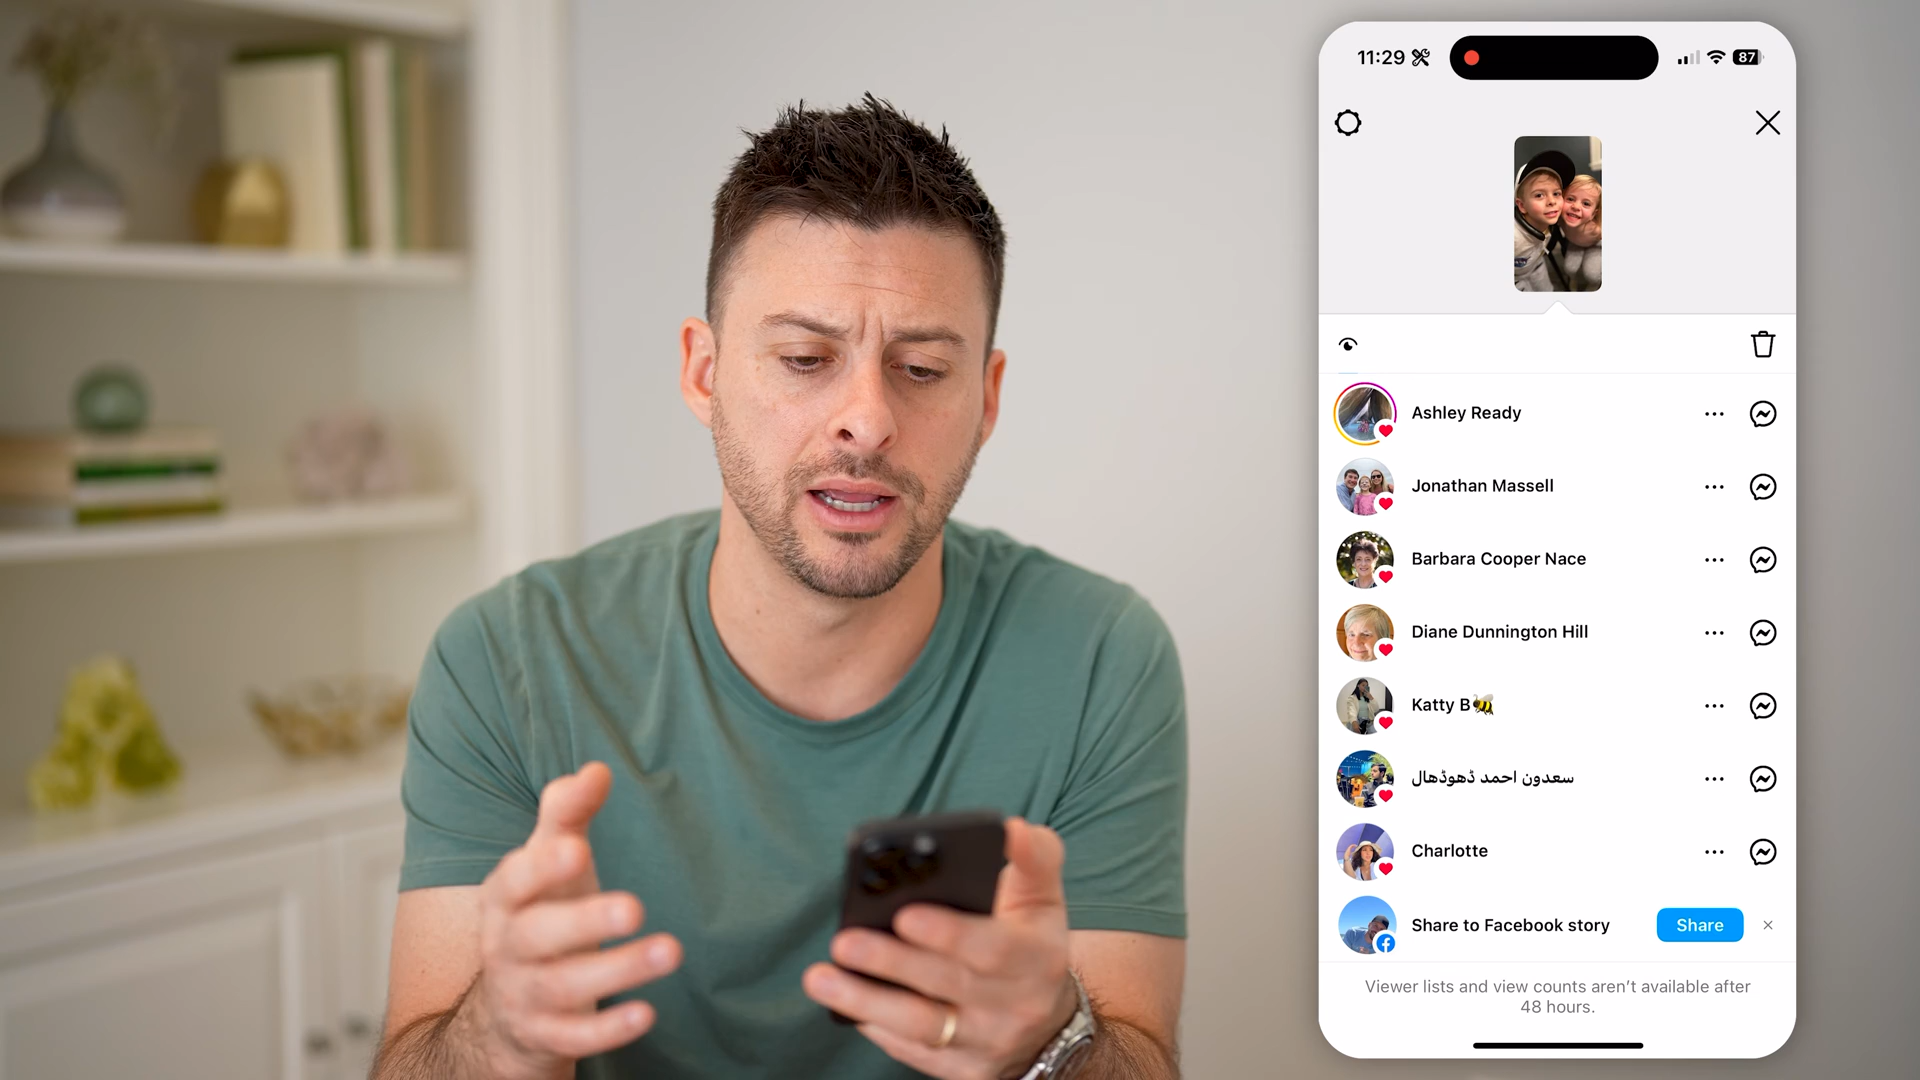 11:29
87
Ashley Ready
Jonathan Massell
Barbara Cooper Nace
Diane Dunnington Hill
Katty B🐝
سعدون احمد ڈھوڈھال
Charlotte
Share to Facebook story
Share
Viewer lists and view counts aren't available after
48 hours.